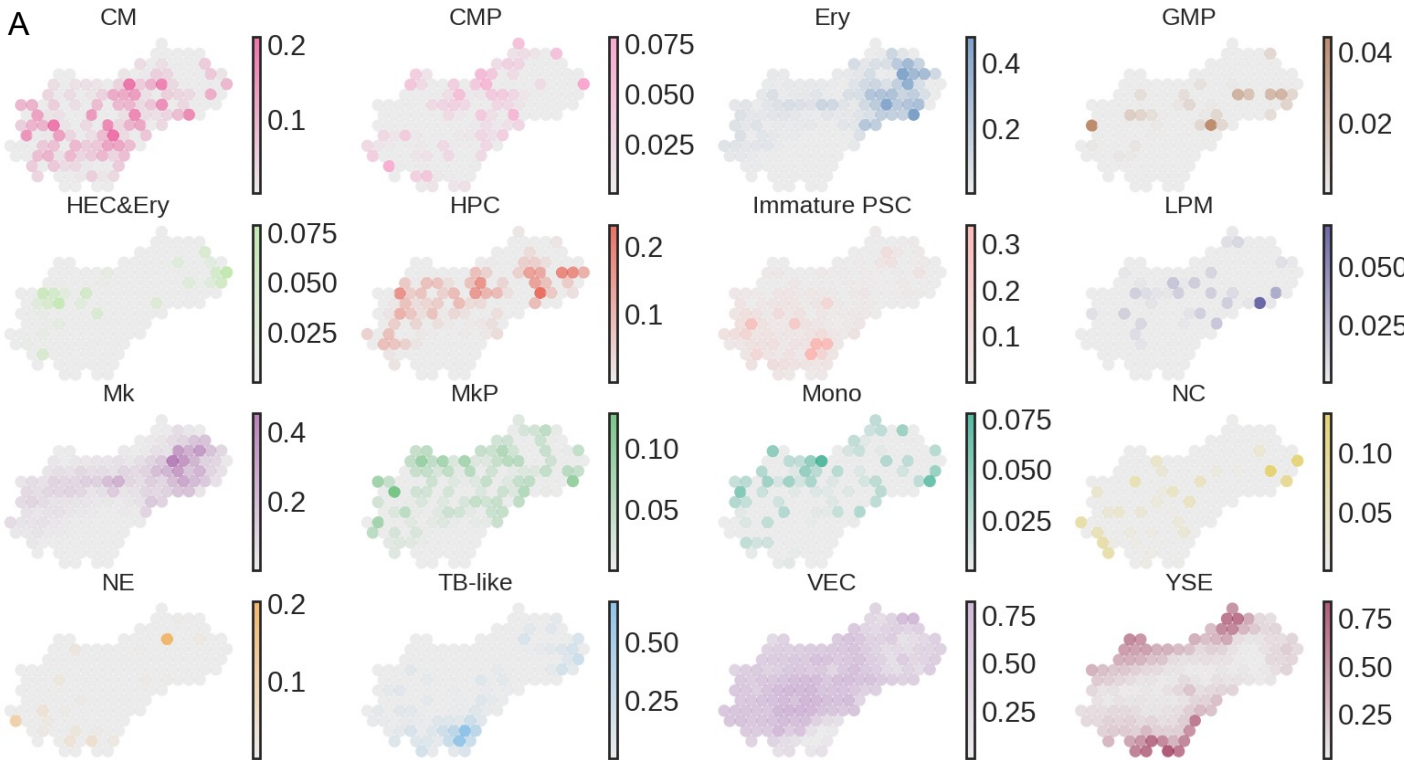 A
CM CMP Ery GMP
0.2 0.1
0.075 0.050 0.025
0.4 0.2
0.04 0.02
HEC&Ery HPC Immature PSC LPM
0.075 0.050 0.025
0.2 0.1
0.3 0.2 0.1
0.050 0.025
Mk MkP Mono NC
0.4 0.2
0.10 0.05
0.075 0.050 0.025
0.10 0.05
NE TB-like VEC YSE
0.2 0.1
0.50 0.25
0.75 0.50 0.25
0.75 0.50 0.25